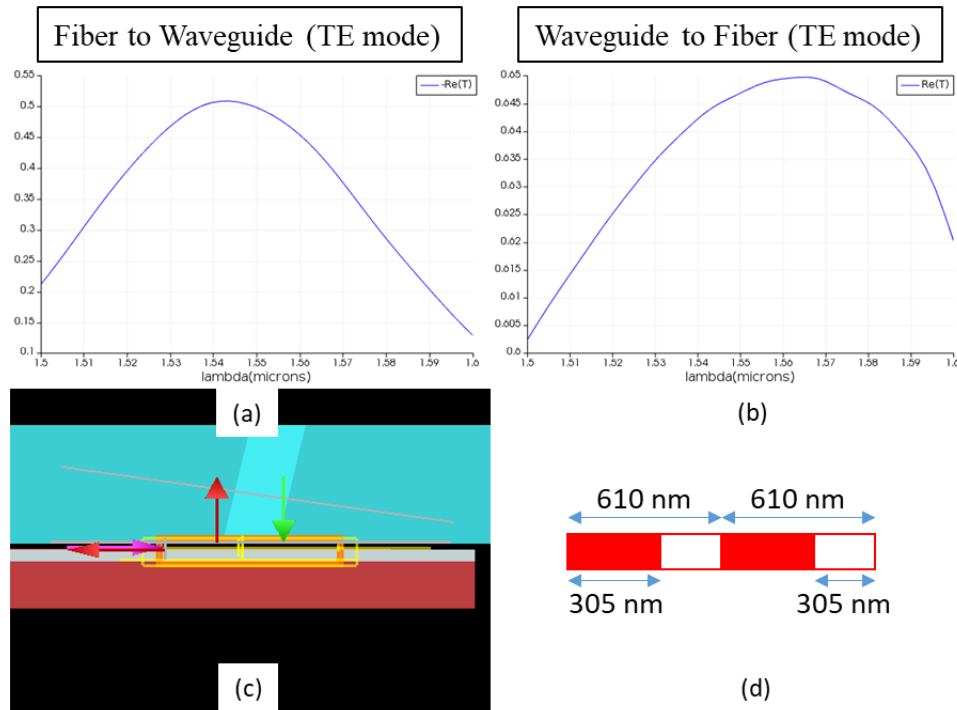 Fiber to Waveguide (TE mode)
0.55
0.5
0.45
0.4
0.35
0.3
0.25
0.2
0.15
0.1
-Re(T)
1.5 1.51 1.52 1.53 1.54 1.55 1.56 1.57 1.58 1.59 1.6
lambda(microns)
(a)
Waveguide to Fiber (TE mode)
0.65
0.645
0.64
0.635
0.63
0.625
0.62
0.615
0.61
0.605
0.6
Re(T)
1.5 1.51 1.52 1.53 1.54 1.55 1.56 1.57 1.58 1.59 1.6
lambda(microns)
(b)
(c)
610 nm 610 nm
305 nm 305 nm
(d)